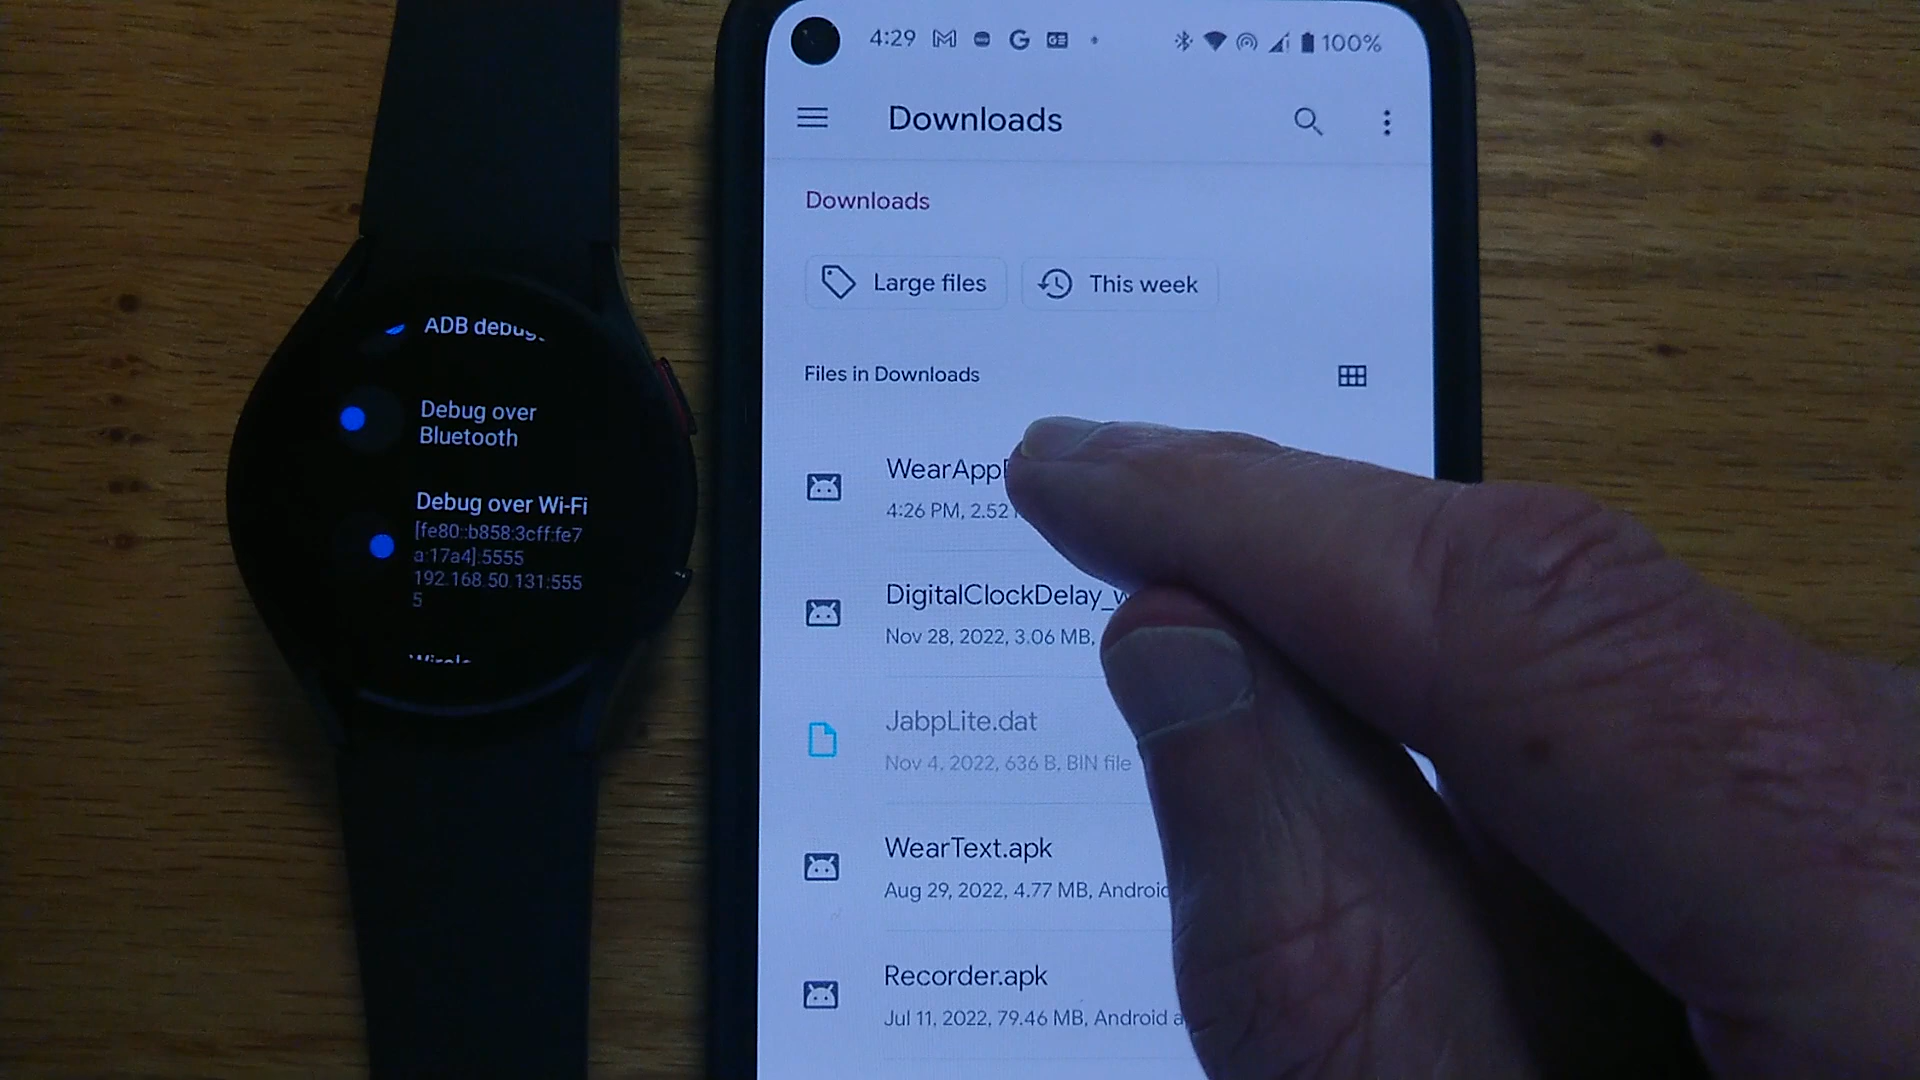 ADB debug
Debug over
Bluetooth
Debug over Wi-Fi
[fe80::b858:3cff:fe7
a:17a4]:5555
192.168.50.131:555
5
4:29
100%
Downloads
Downloads
Large files
This week
Files in Downloads
WearApp
4:26 PM, 2.52
DigitalClockDelay_w
Nov 28, 2022, 3.06 MB,
JabpLite.dat
Nov 4, 2022, 636 B, BIN file
WearText.apk
Aug 29, 2022, 4.77 MB, Android
Recorder.apk
Jul 11, 2022, 79.46 MB, Android a